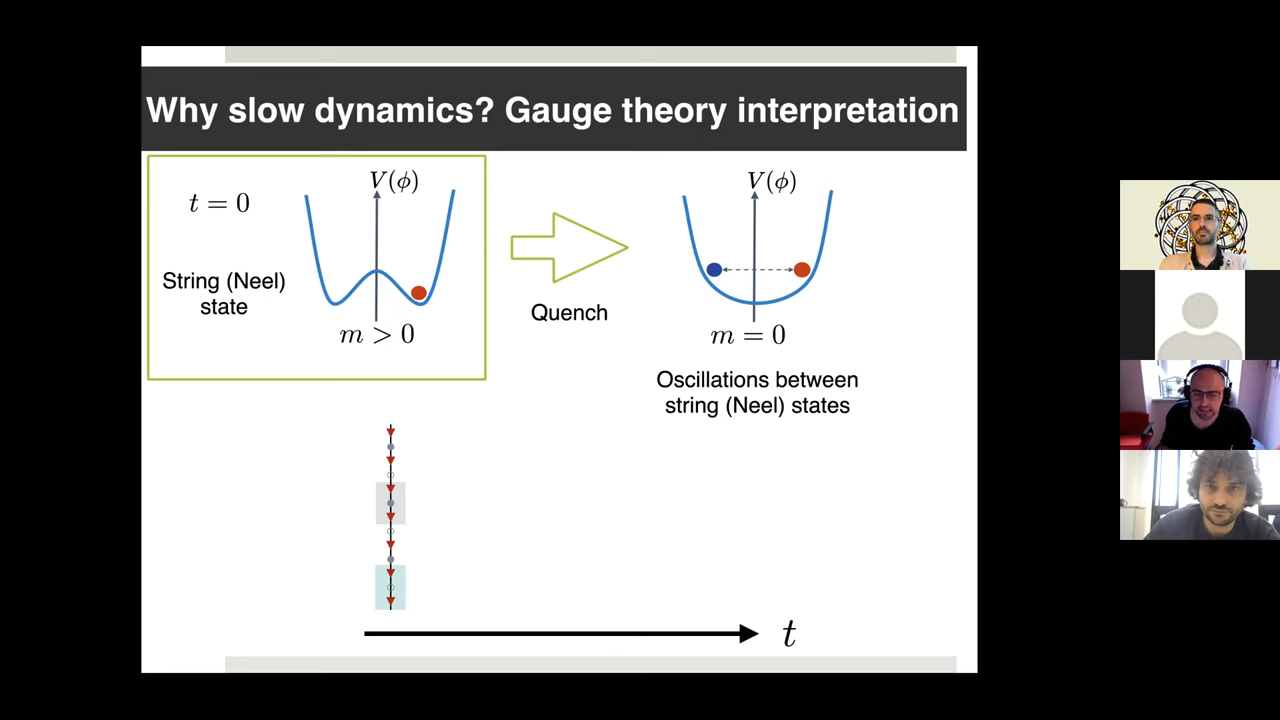 Why slow dynamics? Gauge theory interpretation
t = 0
V(ϕ)
String (Neel)
state
m > 0
Quench
V(ϕ)
m = 0
Oscillations between
string (Neel) states
t